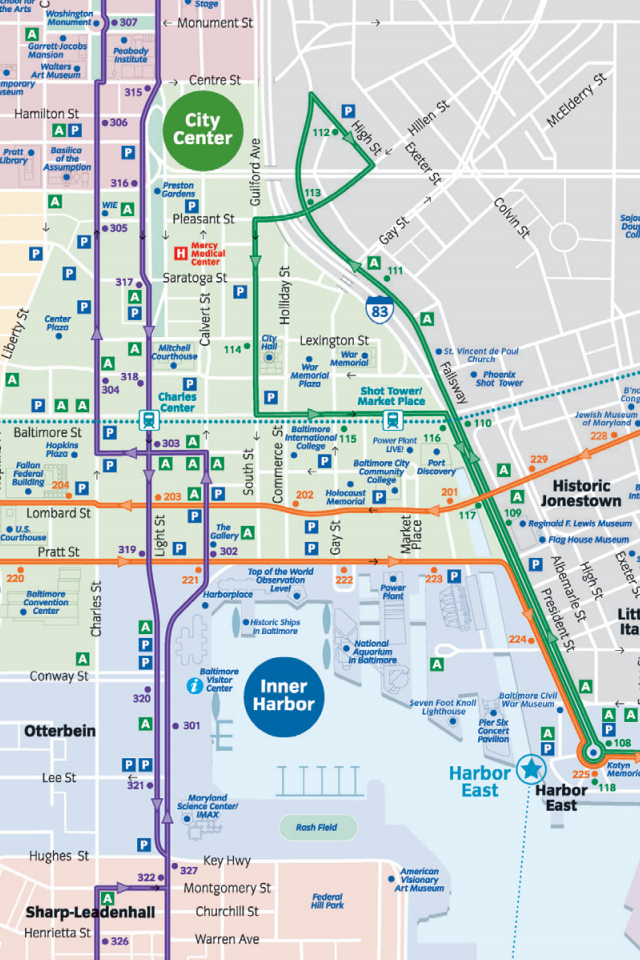 the Arts
Stage
Washington
Monument
307
Monument St
A
Garrett-Jacobs
Mansion
Peabody
Institute
Walters
Art Museum
Centre St
315
Hamilton St
City
Center
P
112
High St
Hillen St
McElderry St
306
A P
Pratt
Library
Basilica
of the
Assumption
P
Exeter St
Guilford Ave
316
Preston
Gardens
113
Colvin St
A
WIE
A
Pleasant St
305
Gay St
P
P
H
Mercy
Medical
Center
A
111
P
Saratoga St
317
P
P
A
P
Holliday St
83
Liberty St
Center
Plaza
Calvert St
City
Hall
Lexington St
A
114
Mitchell
Courthouse
War
Memorial
Plaza
War
Memorial
St. Vincent de Paul
Church
Phoenix
Shot Tower
Fallsway
A
A
A
318
304
P
P
Shot Tower/
Market Place
P A A
Charles
Center
Jewish Museum
of Maryland
Baltimore St
Hopkins
Plaza
303
Baltimore
International
College
115
116
110
Power Plant
LIVE!
228
229
Fallon
Federal
Building
A
A A A
P
South St
Commerce St
Baltimore City
Community
College
Port
Discovery
A
Historic
Jonestown
204
203
202
Holocaust
Memorial
P
201
A
Lombard St
117
109
U.S.
Courthouse
P
Light St
The
Gallery
A
P
P
Gay St
Market
Place
Reginald F. Lewis Museum
Flag House Museum
Pratt St
319
P
302
220
221
222
223
P
P
Top of the World
Observation
Level
Power
Plant
Albemarle St
High St
Exeter St
Baltimore
Convention
Center
Charles St
Harborplace
Historic Ships
in Baltimore
President St
A
P
P
National
Aquarium
in Baltimore
224
A
A
Conway St
i
Baltimore
Visitor
Center
Inner
Harbor
A
320
Seven Foot Knoll
Lighthouse
Baltimore Civil
War Museum
Pier Six
Concert
Pavilion
A A
Otterbein
A
301
A
P
P
108
Lee St
P P
321
Harbor
East
225
118
Harbor
East
Maryland
Science Center/
IMAX
Rash Field
P
Hughes St
Key Hwy
322
327
Montgomery St
American
Visionary
Art Museum
A
Sharp-Leadenhall
Federal
Hill Park
Churchill St
Henrietta St
326
Warren Ave